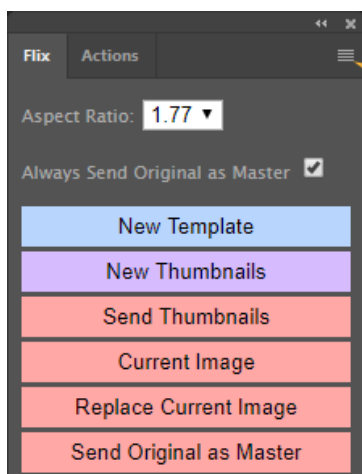 Flix Actions
Aspect Ratio: 1.77
Always Send Original as Master
New Template
New Thumbnails
Send Thumbnails
Current Image
Replace Current Image
Send Original as Master